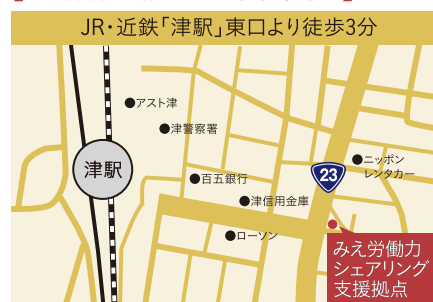 JR・近鉄「津駅」東口より徒歩3分
●アスト津
●津警察署
津駅
●ニッポン
レンタカー
23
●百五銀行
●津信用金庫
●ローソン
みえ労働力
シェアリング
支援拠点